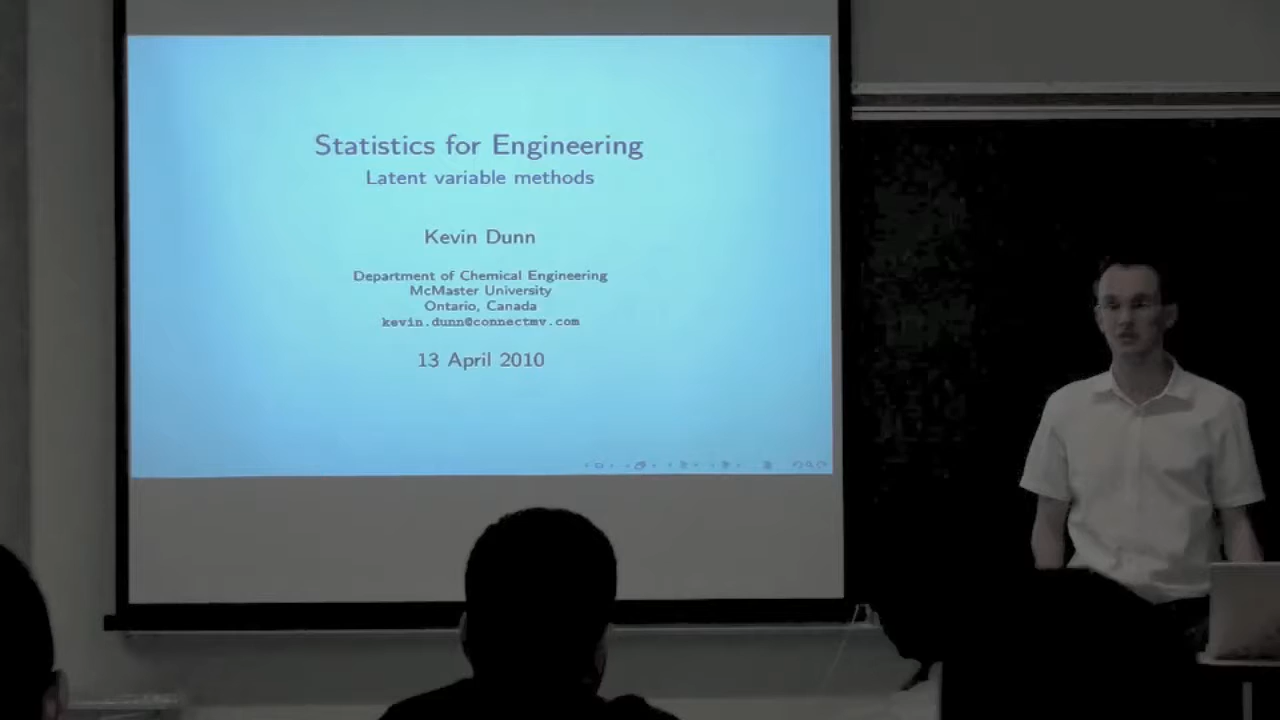 Statistics for Engineering
Latent variable methods
Kevin Dunn
Department of Chemical Engineering
McMaster University
Ontario, Canada
kevin.dunn@connectmv.com
13 April 2010